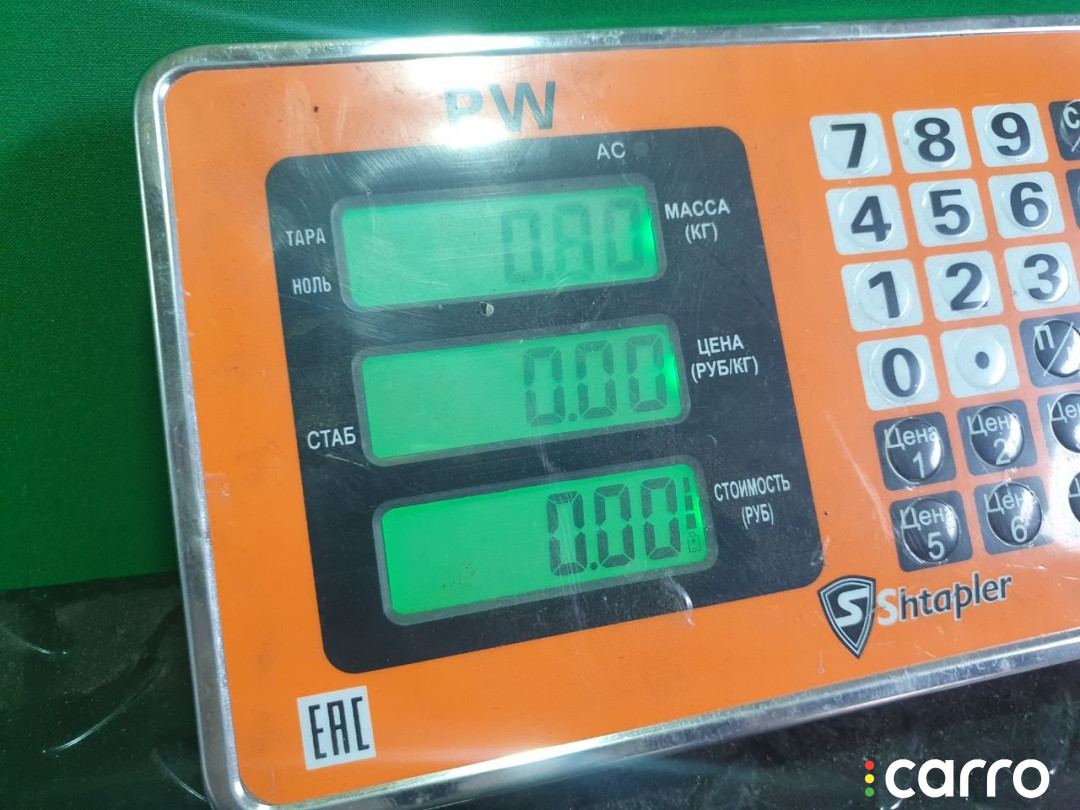 PW
AC
ТАРА
НОЛЬ
0.80
МАССА
(КГ)
СТАБ
0.00
ЦЕНА
(РУБ/КГ)
0.00
СТОИМОСТЬ
(РУБ)
7 8 9 C
4 5 6
1 2 3
0 • П/
Цена 1 Цена 2
Цена 5 Цена 6
S Shtapler
EAC
carro